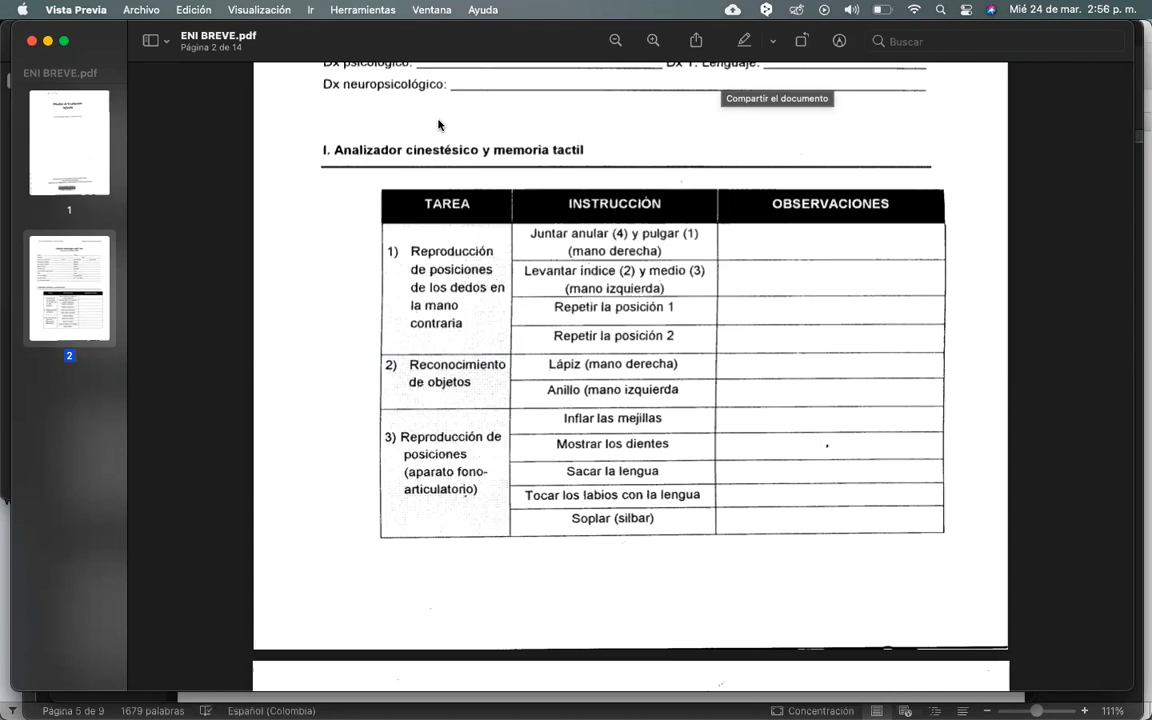 Vista Previa Archivo Edición Visualización Ir Herramientas Ventana Ayuda Mié 24 de mar. 2:56 p. m.
ENI BREVE.pdf
Página 2 de 14
Buscar
ENI BREVE.pdf
1
2
Dx psicológico: Dx T. Lenguaje:
Dx neuropsicológico:
Compartir el documento
I. Analizador cinestésico y memoria tactil
TAREA INSTRUCCIÓN OBSERVACIONES
1) Reproducción de posiciones de los dedos en la mano contraria
Juntar anular (4) y pulgar (1)
(mano derecha)
Levantar índice (2) y medio (3)
(mano izquierda)
Repetir la posición 1
Repetir la posición 2
2) Reconocimiento
de objetos
Lápiz (mano derecha)
Anillo (mano izquierda
3) Reproducción de
posiciones
(aparato fono-
articulatorio)
Inflar las mejillas
Mostrar los dientes
Sacar la lengua
Tocar los labios con la lengua
Soplar (silbar)
Página 5 de 9 1679 palabras Español (Colombia) Concentración 111%